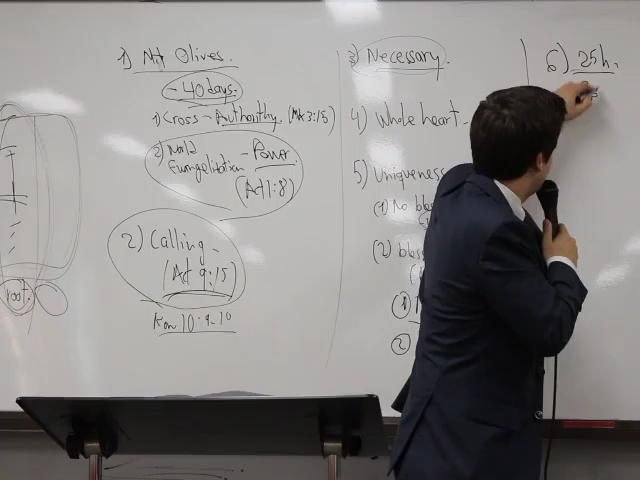 root
1) Mt Olives.
- 40 days.
1) Cross - Authority. (Mk 3:15)
2) World
Evangelization - Power.
(Act 1:8)
2) Calling -
(Act 9:15)
Rom 10:9-10
3) Necessary.
4) Whole heart -
5) Uniqueness
(1) No
(2) bless
①
②
6) 25h.